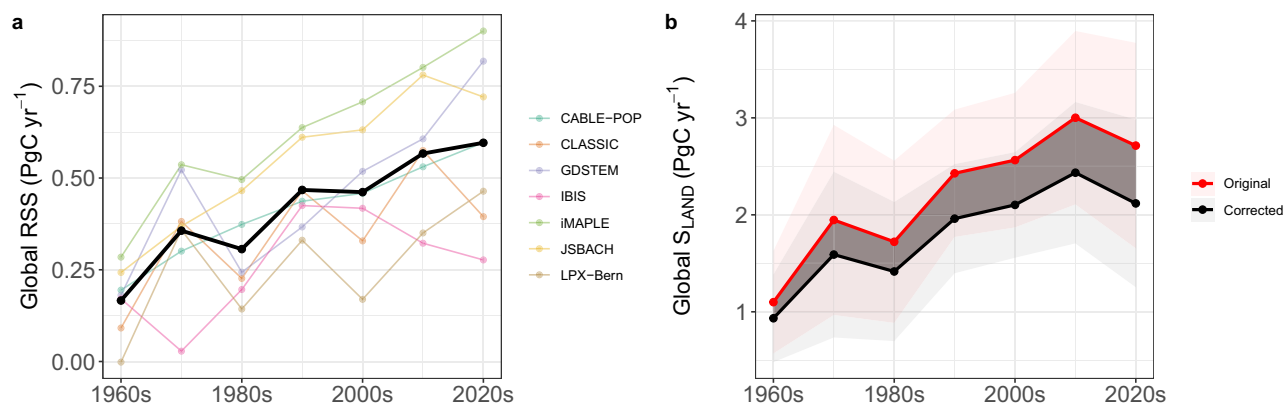 a
Global RSS (PgC yr⁻¹)
0.75
0.50
0.25
0.00
1960s
1980s
2000s
2020s
CABLE−POP
CLASSIC
GDSTEM
IBIS
iMAPLE
JSBACH
LPX−Bern
b
Global SLAND (PgC yr⁻¹)
4
3
2
1
1960s
1980s
2000s
2020s
Original
Corrected